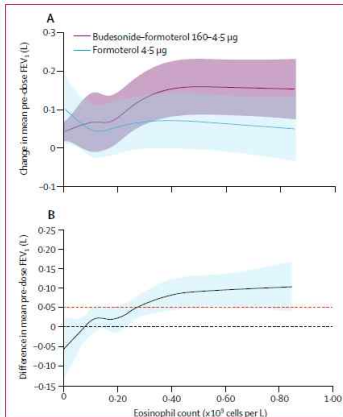 A
0·3
Budesonide–formoterol 160–4·5 μg
Formoterol 4·5 μg
0·2
0·1
0
–0·1
Change in mean pre-dose FEV₁ (L)
B
0·25
0·20
0·15
0·10
0·05
0
–0·05
–0·10
–0·15
Difference in mean pre-dose FEV₁ (L)
0 0·20 0·40 0·60 0·80 1·00
Eosinophil count (×10⁹ cells per L)